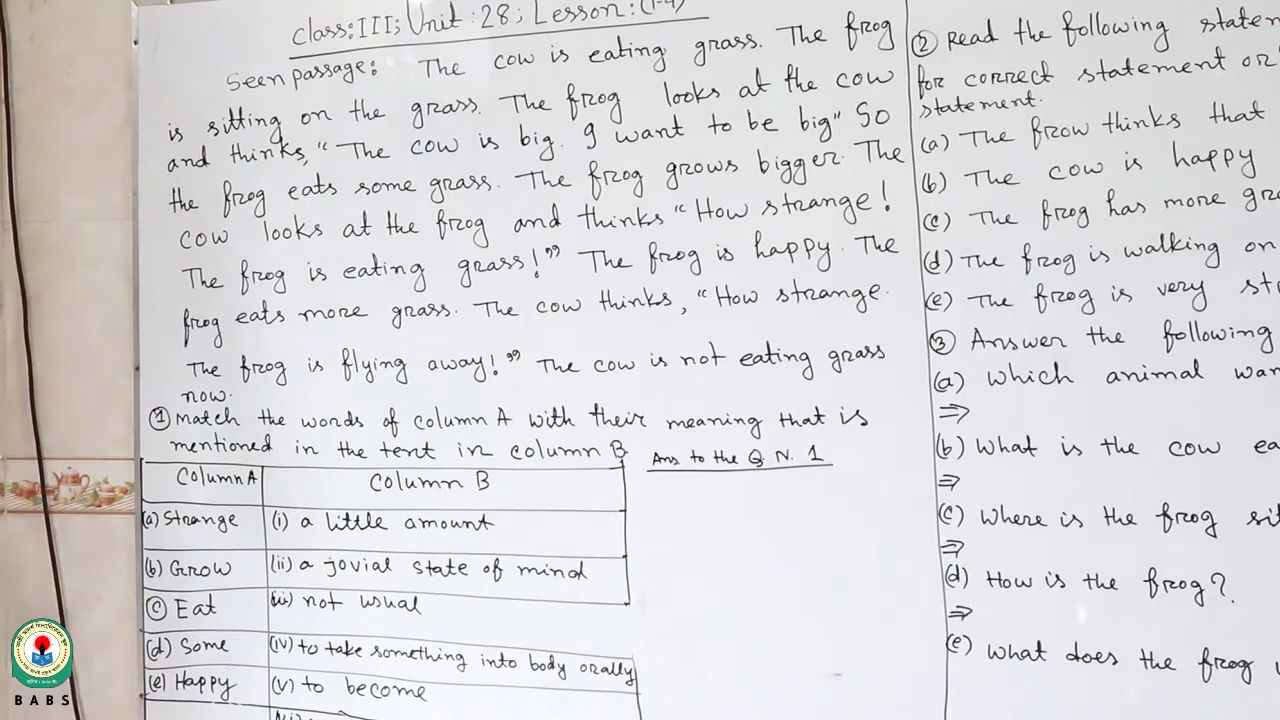 Class: III; Unit: 28; Lesson: (1-4)
Seen passage: The cow is eating grass. The frog
is sitting on the grass. The frog looks at the cow
and thinks, "The cow is big. I want to be big" So
the frog eats some grass. The frog grows bigger. The
cow looks at the frog and thinks "How strange!
The frog is eating grass!" The frog is happy. The
frog eats more grass. The cow thinks, "How strange.
The frog is flying away!" The cow is not eating grass
now.
① Match the words of column A with their meaning that is
mentioned in the text in column B
Column A Column B
(a) Strange (i) a little amount
(b) Grow (ii) a jovial state of mind
(c) Eat (iii) not usual
(d) Some (iv) to take something into body orally
(e) Happy (v) to become
Ans to the Q. N. 1
② Read the following
for correct statement or
statement.
(a) The frow thinks that
(b) The cow is happy
(c) The frog has more
(d) The frog is walking on
(e) The frog is very
③ Answer the following
(a) Which animal
⇒
(b) What is the cow
⇒
(c) Where is the frog
⇒
(d) How is the frog?
⇒
(e) What does the frog
BABS